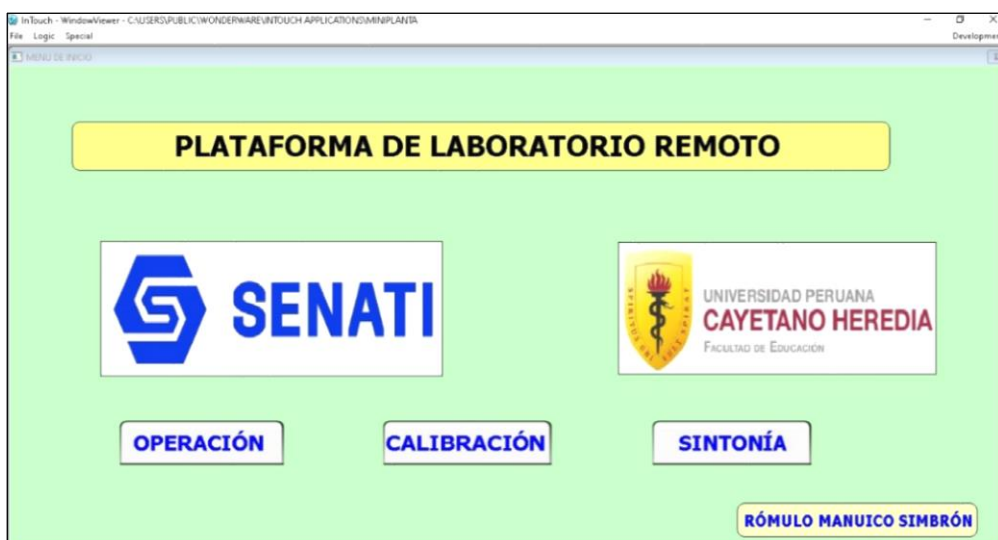 InTouch - WindowViewer - C:\USERS\PUBLIC\WONDERWARE\INTOUCH APPLICATIONS\MINIPLANTA
File Logic Special
MENU DE INICIO
PLATAFORMA DE LABORATORIO REMOTO
SENATI
UNIVERSIDAD PERUANA
CAYETANO HEREDIA
FACULTAD DE EDUCACIÓN
OPERACIÓN CALIBRACIÓN SINTONÍA
RÓMULO MANUICO SIMBRÓN